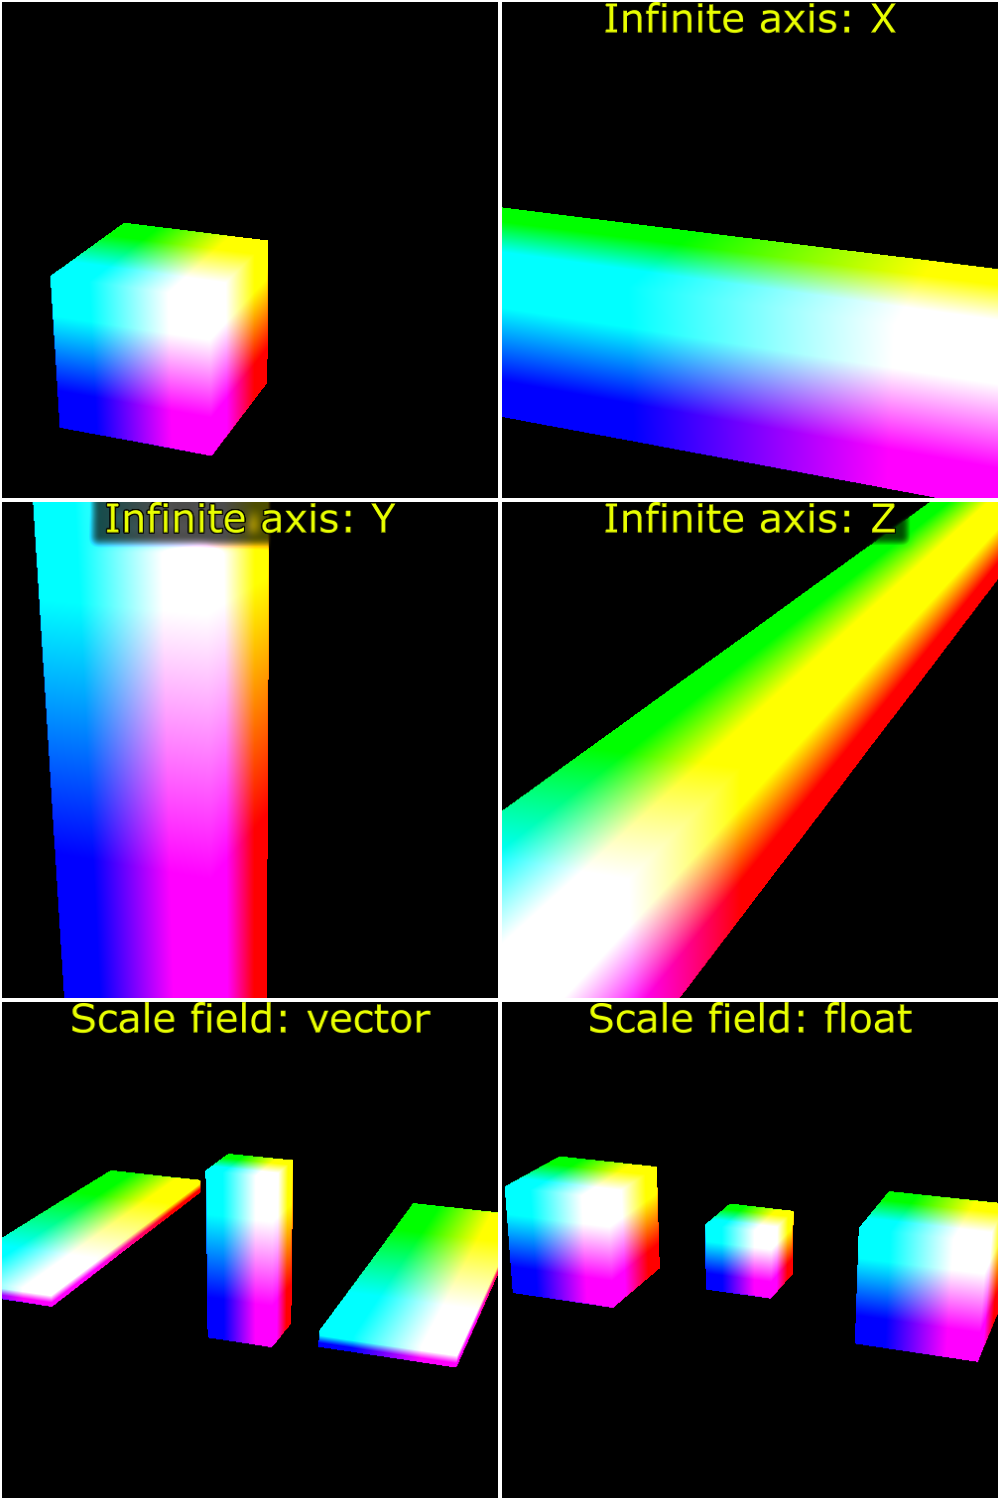 Infinite axis: X
Infinite axis: Y
Infinite axis: Z
Scale field: vector
Scale field: float